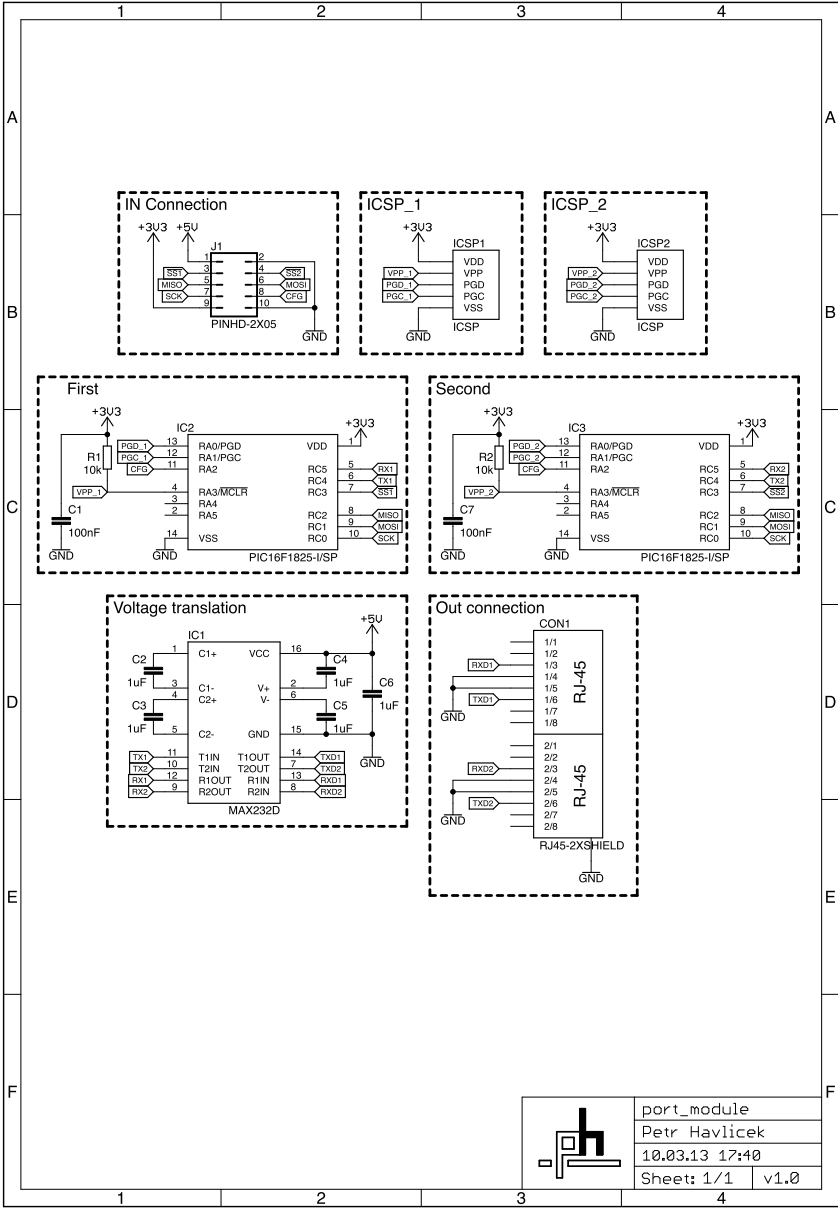 1 2 3 4
A A
B B
C C
D D
E E
F F
IN Connection
+3V3 +5V
J1
1 2
SS1 3 4 SS2
MISO 5 6 MOSI
SCK 7 8 CFG
9 10
PINHD-2X05
GND
ICSP_1
+3V3
ICSP1
VDD
VPP_1 VPP
PGD_1 PGD
PGC_1 PGC
VSS
GND
ICSP
ICSP_2
+3V3
ICSP2
VDD
VPP_2 VPP
PGD_2 PGD
PGC_2 PGC
VSS
GND
ICSP
First
+3V3
IC2
+3V3
PGD_1 13 RA0/PGD VDD 1
R1 PGC_1 12 RA1/PGC RC5 5 RX1
10k CFG 11 RA2 RC4 6 TX1
VPP_1 4 RA3/MCLR RC3 7 SS1
3 RA4
C1 2 RA5 RC2 8 MISO
100nF RC1 9 MOSI
14 VSS RC0 10 SCK
GND GND PIC16F1825-I/SP
Second
+3V3
IC3
+3V3
PGD_2 13 RA0/PGD VDD 1
R2 PGC_2 12 RA1/PGC RC5 5 RX2
10k CFG 11 RA2 RC4 6 TX2
VPP_2 4 RA3/MCLR RC3 7 SS2
3 RA4
C7 2 RA5 RC2 8 MISO
100nF RC1 9 MOSI
14 VSS RC0 10 SCK
GND GND PIC16F1825-I/SP
Voltage translation
+5V
IC1
1 C1+ VCC 16
C2 C4
1uF 3 C1- V+ 2 1uF C6
C3 4 C2+ V- 6 C5 1uF
1uF 5 C2- GND 15 1uF
GND
TX1 11 T1IN T1OUT 14 TXD1
TX2 10 T2IN T2OUT 7 TXD2
RX1 12 R1OUT R1IN 13 RXD1
RX2 9 R2OUT R2IN 8 RXD2
MAX232D
Out connection
CON1
1/1
1/2
RXD1 1/3
1/4
1/5
TXD1 1/6
1/7
1/8
RJ-45
GND
2/1
2/2
RXD2 2/3
2/4
2/5
TXD2 2/6
2/7
2/8
RJ-45
GND
RJ45-2XSHIELD
GND
port_module
Petr Havlicek
10.03.13 17:40
Sheet: 1/1 v1.0
1 2 3 4